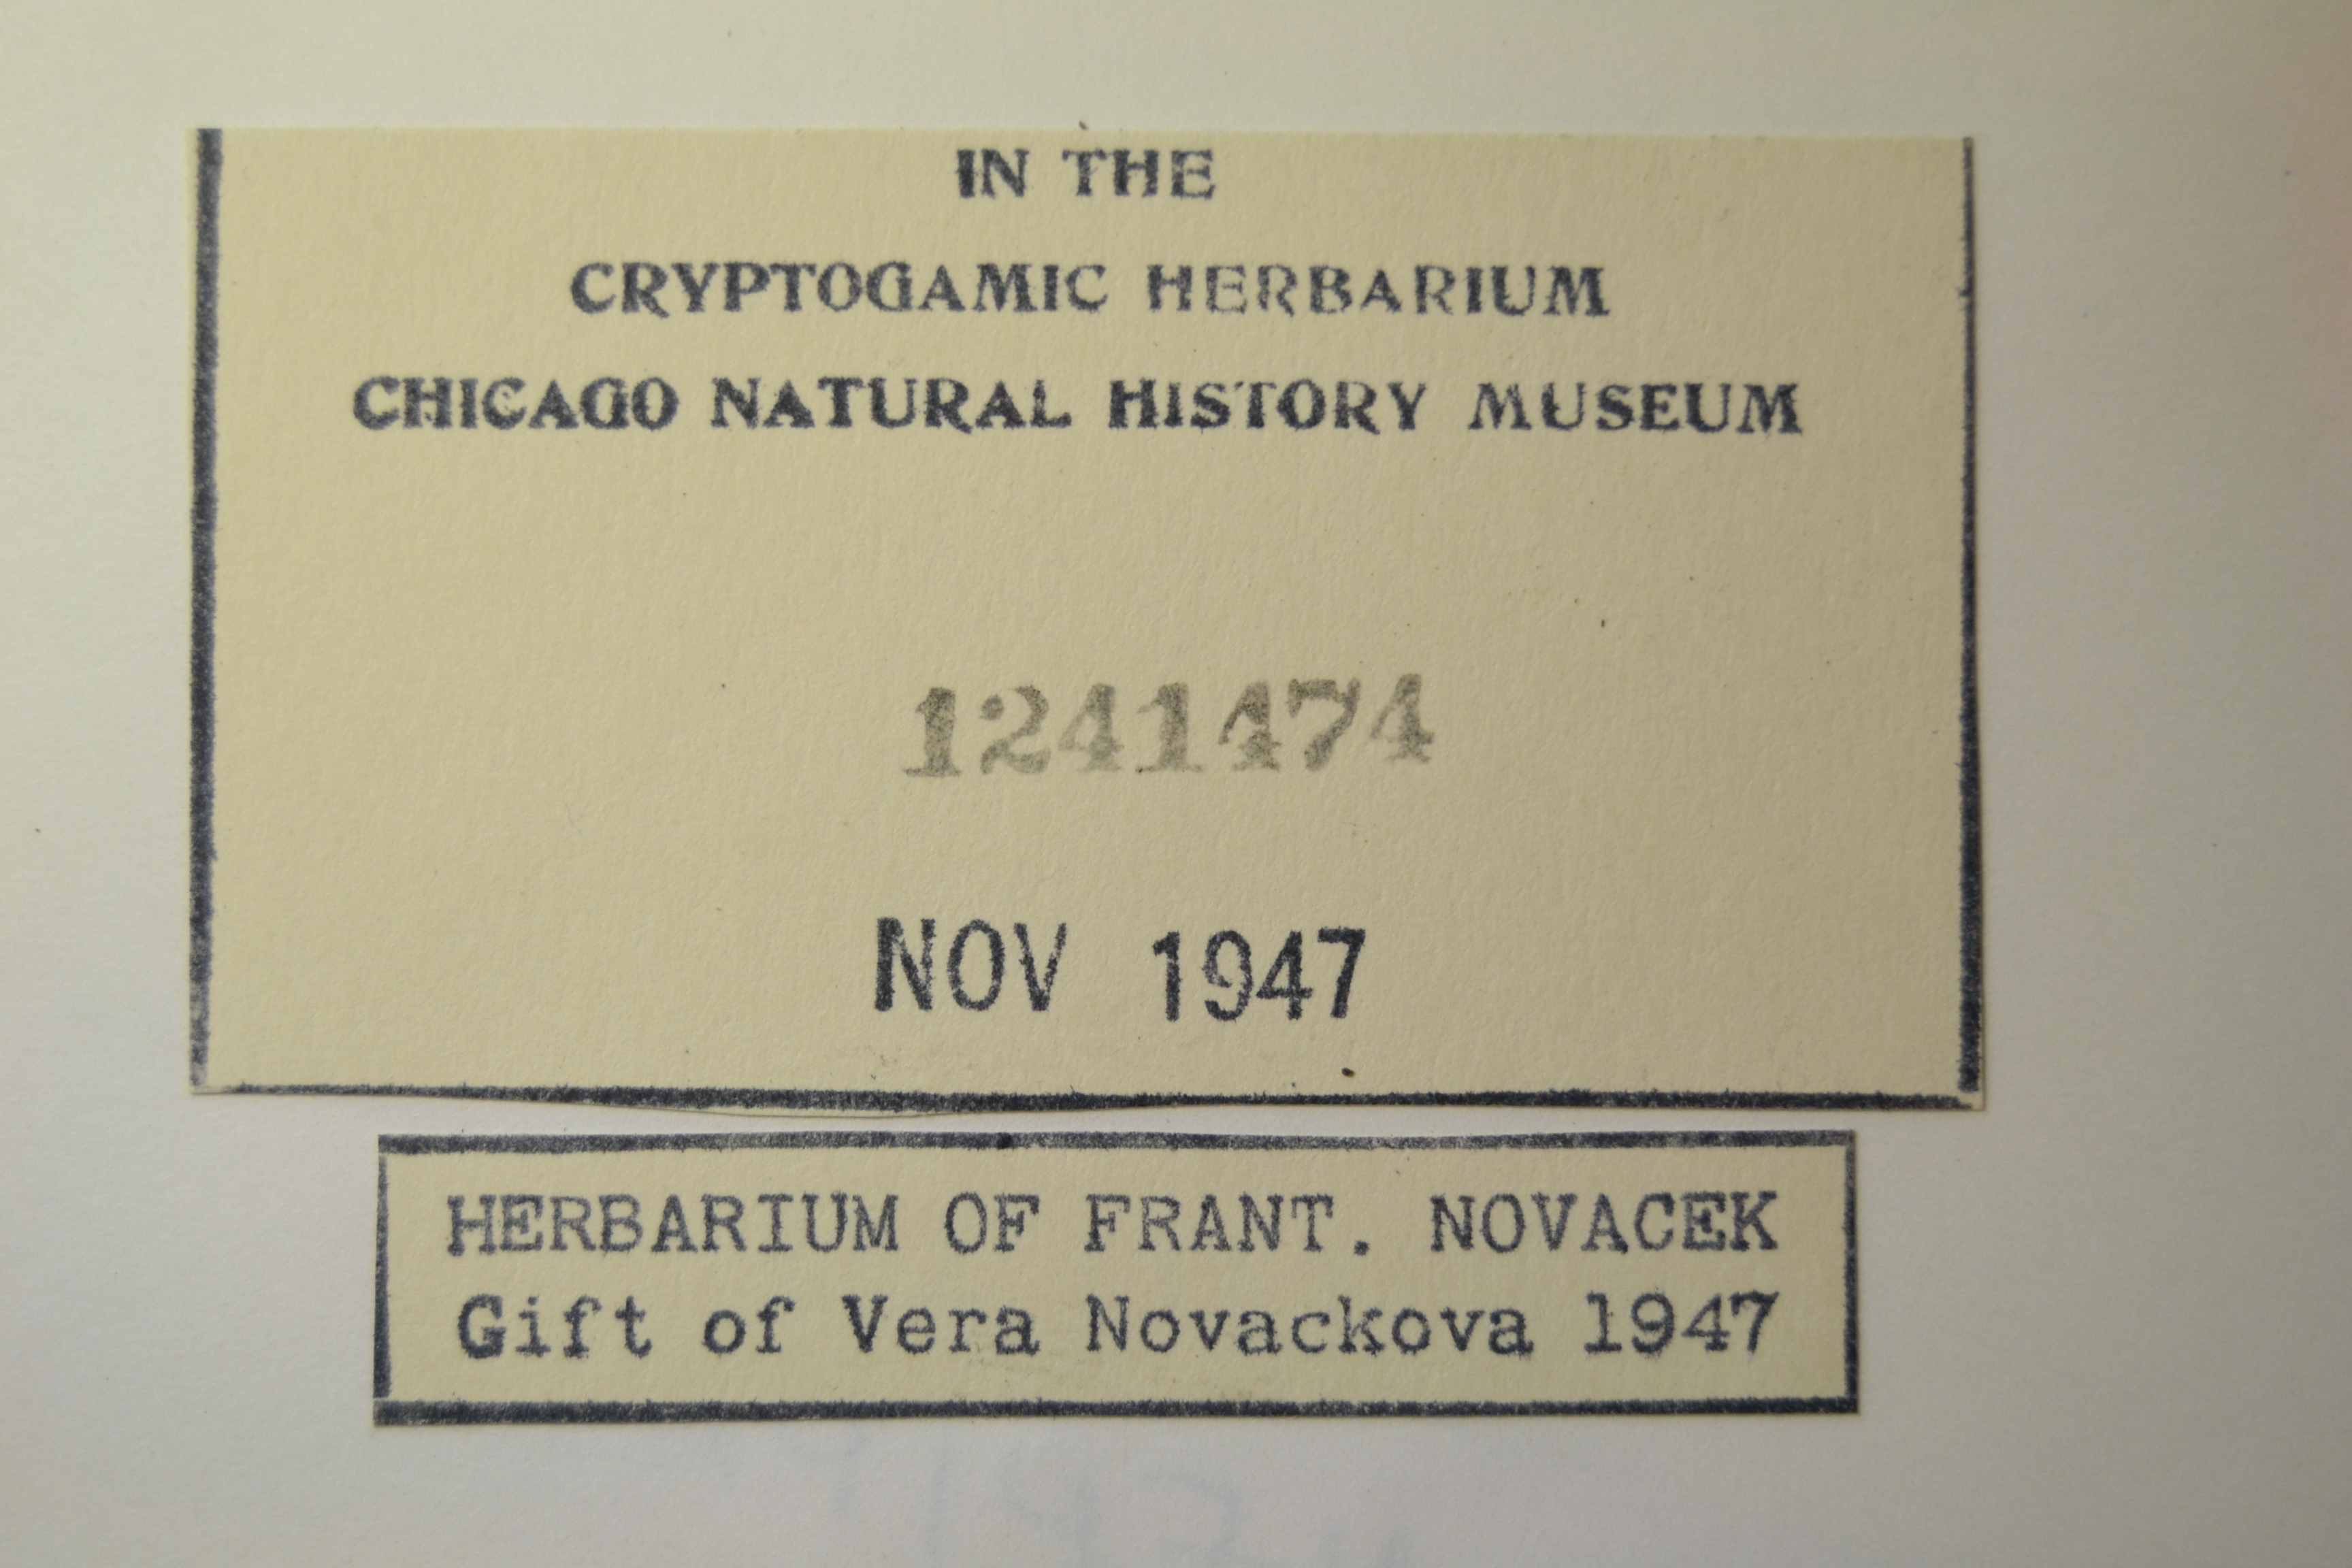 IN THE
CRYPTOGAMIC HERBARIUM
CHICAGO NATURAL HISTORY MUSEUM
1241474
NOV 1947
HERBARIUM OF FRANT. NOVACEK
Gift of Vera Novackova 1947